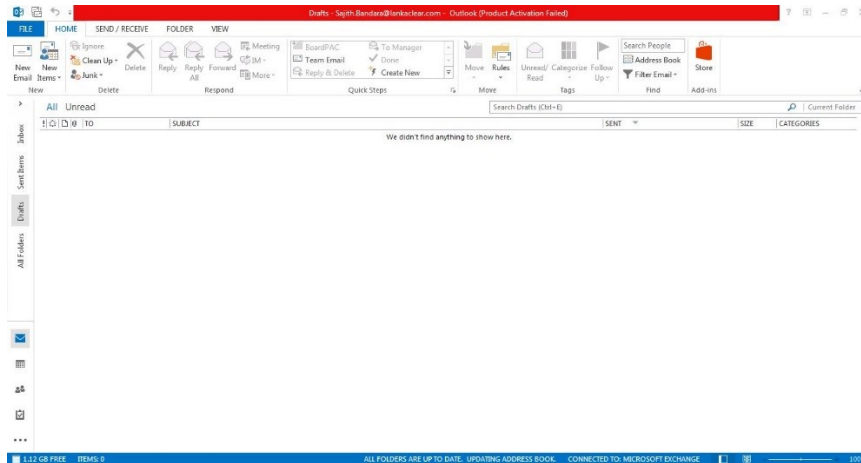 Drafts - Sajith.Bandara@lankaclear.com - Outlook (Product Activation Failed)
FILE HOME SEND / RECEIVE FOLDER VIEW
New Email
New Items
New
Ignore
Clean Up
Junk
Delete
Delete
Reply
Reply All
Forward
Meeting
IM
More
Respond
BoardPAC
Team Email
Reply & Delete
To Manager
Done
Create New
Quick Steps
Move
Rules
Move
Unread/ Read
Categorize
Follow Up
Tags
Search People
Address Book
Filter Email
Find
Store
Add-ins
All Unread
Search Drafts (Ctrl+E)
Current Folder
TO SUBJECT SENT SIZE CATEGORIES
We didn't find anything to show here.
Inbox
Sent Items
Drafts
All Folders
1.12 GB FREE ITEMS: 0 ALL FOLDERS ARE UP TO DATE. UPDATING ADDRESS BOOK. CONNECTED TO: MICROSOFT EXCHANGE